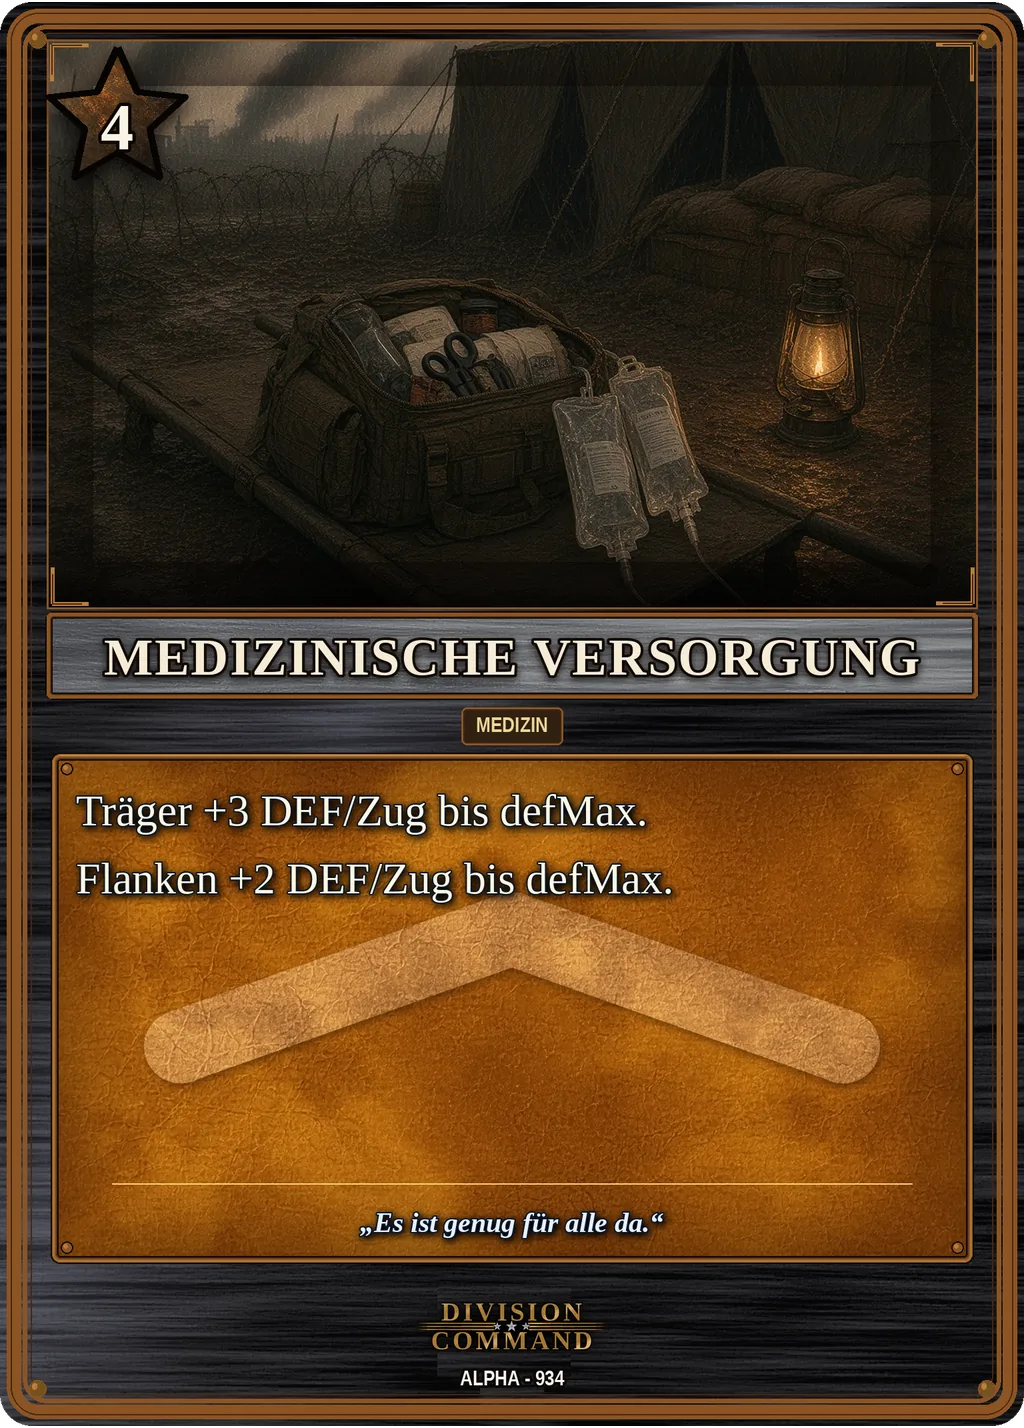 4
MEDIZINISCHE VERSORGUNG
MEDIZIN
Träger +3 DEF/Zug bis defMax.
Flanken +2 DEF/Zug bis defMax.
„Es ist genug für alle da.“
DIVISION
COMMAND
ALPHA - 934